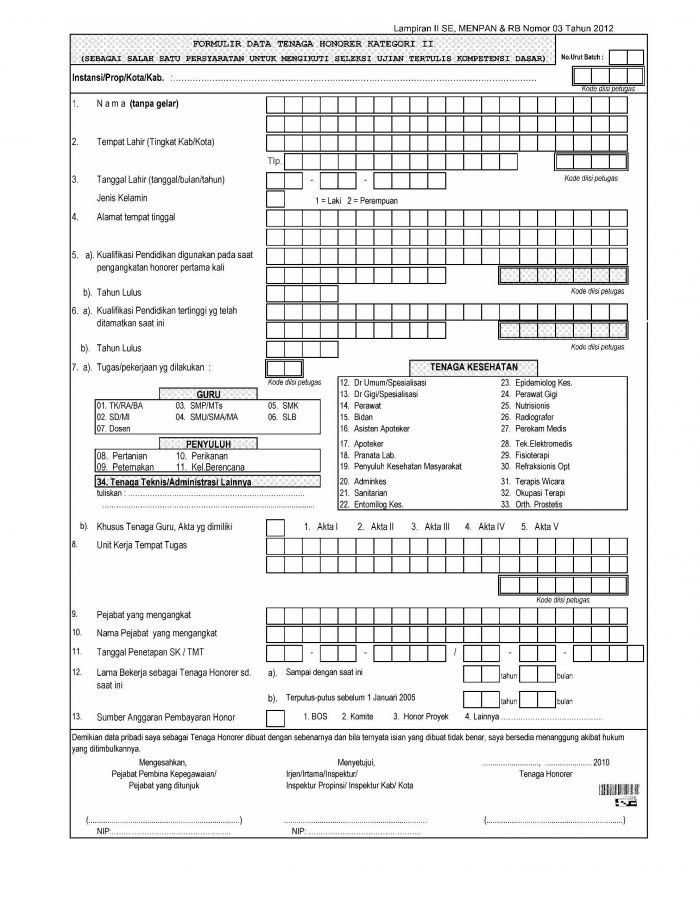 Lampiran II SE, MENPAN & RB Nomor 03 Tahun 2012
FORMULIR DATA TENAGA HONORER KATEGORI II
(SEBAGAI SALAH SATU PERSYARATAN UNTUK MENGIKUTI SELEKSI UJIAN TERTULIS KOMPETENSI DASAR)
No.Urut Batch :
Instansi/Prop/Kota/Kab. :................................................................
Kode diisi petugas
1. N a m a (tanpa gelar)
2. Tempat Lahir (Tingkat Kab/Kota)
Tlp.
3. Tanggal Lahir (tanggal/bulan/tahun) - - Kode diisi petugas
Jenis Kelamin 1 = Laki 2 = Perempuan
4. Alamat tempat tinggal
5. a). Kualifikasi Pendidikan digunakan pada saat
pengangkatan honorer pertama kali
b). Tahun Lulus Kode diisi petugas
6. a). Kualifikasi Pendidikan tertinggi yg telah
ditamatkan saat ini
b). Tahun Lulus Kode diisi petugas
7. a). Tugas/pekerjaan yg dilakukan :
Kode diisi petugas
GURU
01. TK/RA/BA 03. SMP/MTs 05. SMK
02. SD/MI 04. SMU/SMA/MA 06. SLB
07. Dosen
PENYULUH
08. Pertanian 10. Perikanan
09. Peternakan 11. Kel.Berencana
34. Tenaga Teknis/Administrasi Lainnya
tuliskan : ................................................
................................................
TENAGA KESEHATAN
12. Dr Umum/Spesialisasi 23. Epidemolog Kes.
13. Dr Gigi/Spesialisasi 24. Perawat Gigi
14. Perawat 25. Nutrisionis
15. Bidan 26. Radiografer
16. Asisten Apoteker 27. Perekam Medis
17. Apoteker 28. Tek.Elektromedis
18. Pranata Lab. 29. Fisioterapi
19. Penyuluh Kesehatan Masyarakat 30. Refraksionis Opt
20. Adminkes 31. Terapis Wicara
21. Sanitarian 32. Okupasi Terapi
22. Entomilog Kes. 33. Orth. Prostetis
b). Khusus Tenaga Guru, Akta yg dimiliki 1. Akta I 2. Akta II 3. Akta III 4. Akta IV 5. Akta V
8. Unit Kerja Tempat Tugas
Kode diisi petugas
9. Pejabat yang mengangkat
10. Nama Pejabat yang mengangkat
11. Tanggal Penetapan SK / TMT - - / - -
12. Lama Bekerja sebagai Tenaga Honorer sd. a). Sampai dengan saat ini tahun bulan
saat ini
b). Terputus-putus sebelum 1 Januari 2005 tahun bulan
13. Sumber Anggaran Pembayaran Honor 1. BOS 2. Komite 3. Honor Proyek 4. Lainnya ................................
Demikian data pribadi saya sebagai Tenaga Honorer dibuat dengan sebenarnya dan bila ternyata isian yang dibuat tidak benar, saya bersedia menanggung akibat hukum
yang ditimbulkannya.
Mengesahkan, Menyetujui, ......................., .................... 2010
Pejabat Pembina Kepegawaian/ Irjen/Irtama/Inspektur/ Tenaga Honorer
Pejabat yang ditunjuk Inspektur Propinsi/ Inspektur Kab/ Kota
(................................................) ................................................ (................................................)
NIP:................................ NIP: ................................